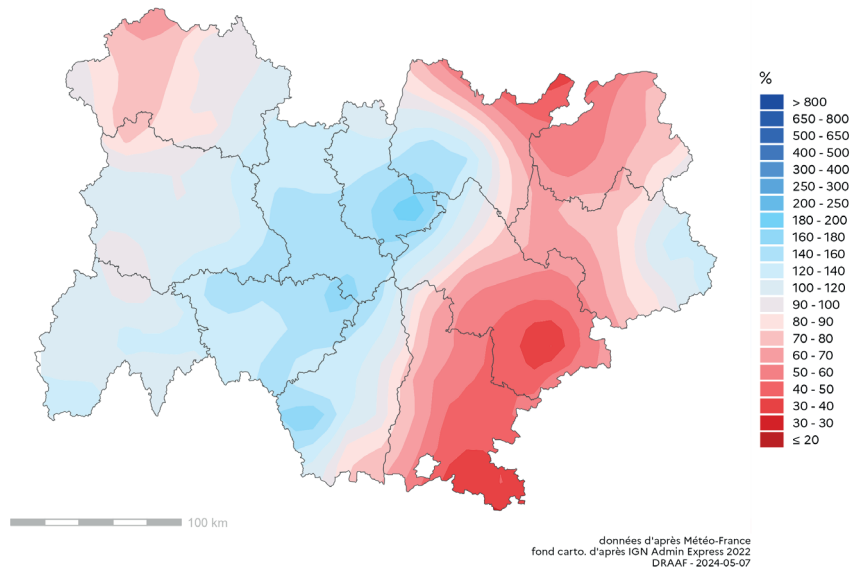 %
> 800
650 - 800
500 - 650
400 - 500
300 - 400
250 - 300
200 - 250
180 - 200
160 - 180
140 - 160
120 - 140
100 - 120
90 - 100
80 - 90
70 - 80
60 - 70
50 - 60
40 - 50
30 - 40
30 - 30
≤ 20
100 km
données d'après Météo-France
fond carto. d'après IGN Admin Express 2022
DRAAF - 2024-05-07